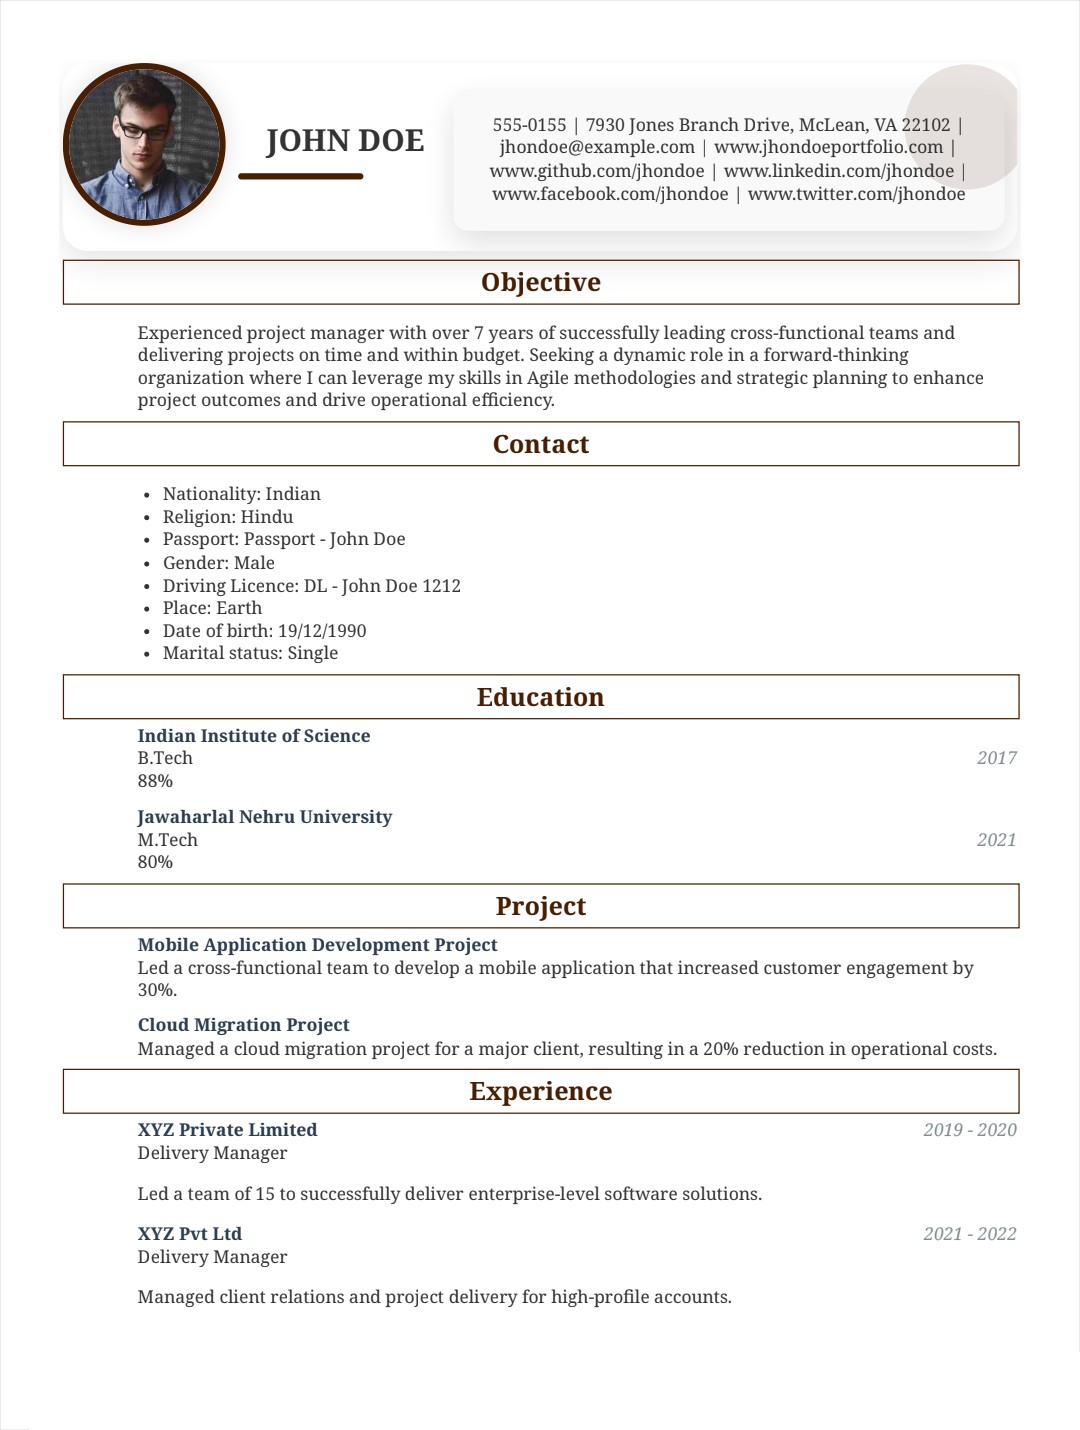 JOHN DOE
555-0155 | 7930 Jones Branch Drive, McLean, VA 22102 |
jhondoe@example.com | www.jhondoeportfolio.com |
www.github.com/jhondoe | www.linkedin.com/jhondoe |
www.facebook.com/jhondoe | www.twitter.com/jhondoe
Objective
Experienced project manager with over 7 years of successfully leading cross-functional teams and
delivering projects on time and within budget. Seeking a dynamic role in a forward-thinking
organization where I can leverage my skills in Agile methodologies and strategic planning to enhance
project outcomes and drive operational efficiency.
Contact
• Nationality: Indian
• Religion: Hindu
• Passport: Passport - John Doe
• Gender: Male
• Driving Licence: DL - John Doe 1212
• Place: Earth
• Date of birth: 19/12/1990
• Marital status: Single
Education
Indian Institute of Science
B.Tech 2017
88%
Jawaharlal Nehru University
M.Tech 2021
80%
Project
Mobile Application Development Project
Led a cross-functional team to develop a mobile application that increased customer engagement by
30%.
Cloud Migration Project
Managed a cloud migration project for a major client, resulting in a 20% reduction in operational costs.
Experience
XYZ Private Limited 2019 - 2020
Delivery Manager
Led a team of 15 to successfully deliver enterprise-level software solutions.
XYZ Pvt Ltd 2021 - 2022
Delivery Manager
Managed client relations and project delivery for high-profile accounts.